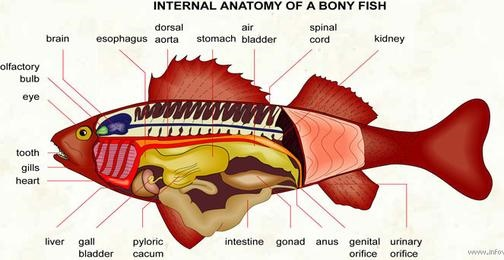 INTERNAL ANATOMY OF A BONY FISH
brain
esophagus
dorsal
aorta
stomach
air
bladder
spinal
cord
kidney
olfactory
bulb
eye
tooth
gills
heart
liver
gall
bladder
pyloric
cacum
intestine
gonad
anus
genital
orifice
urinary
orifice